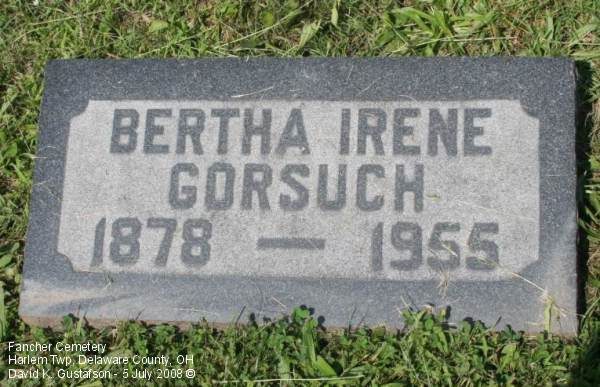 BERTHA IRENE
GORSUCH
1878 — 1955
Fancher Cemetery
Harlem Twp, Delaware County, OH
David K. Gustafson - 5 July 2008 ©